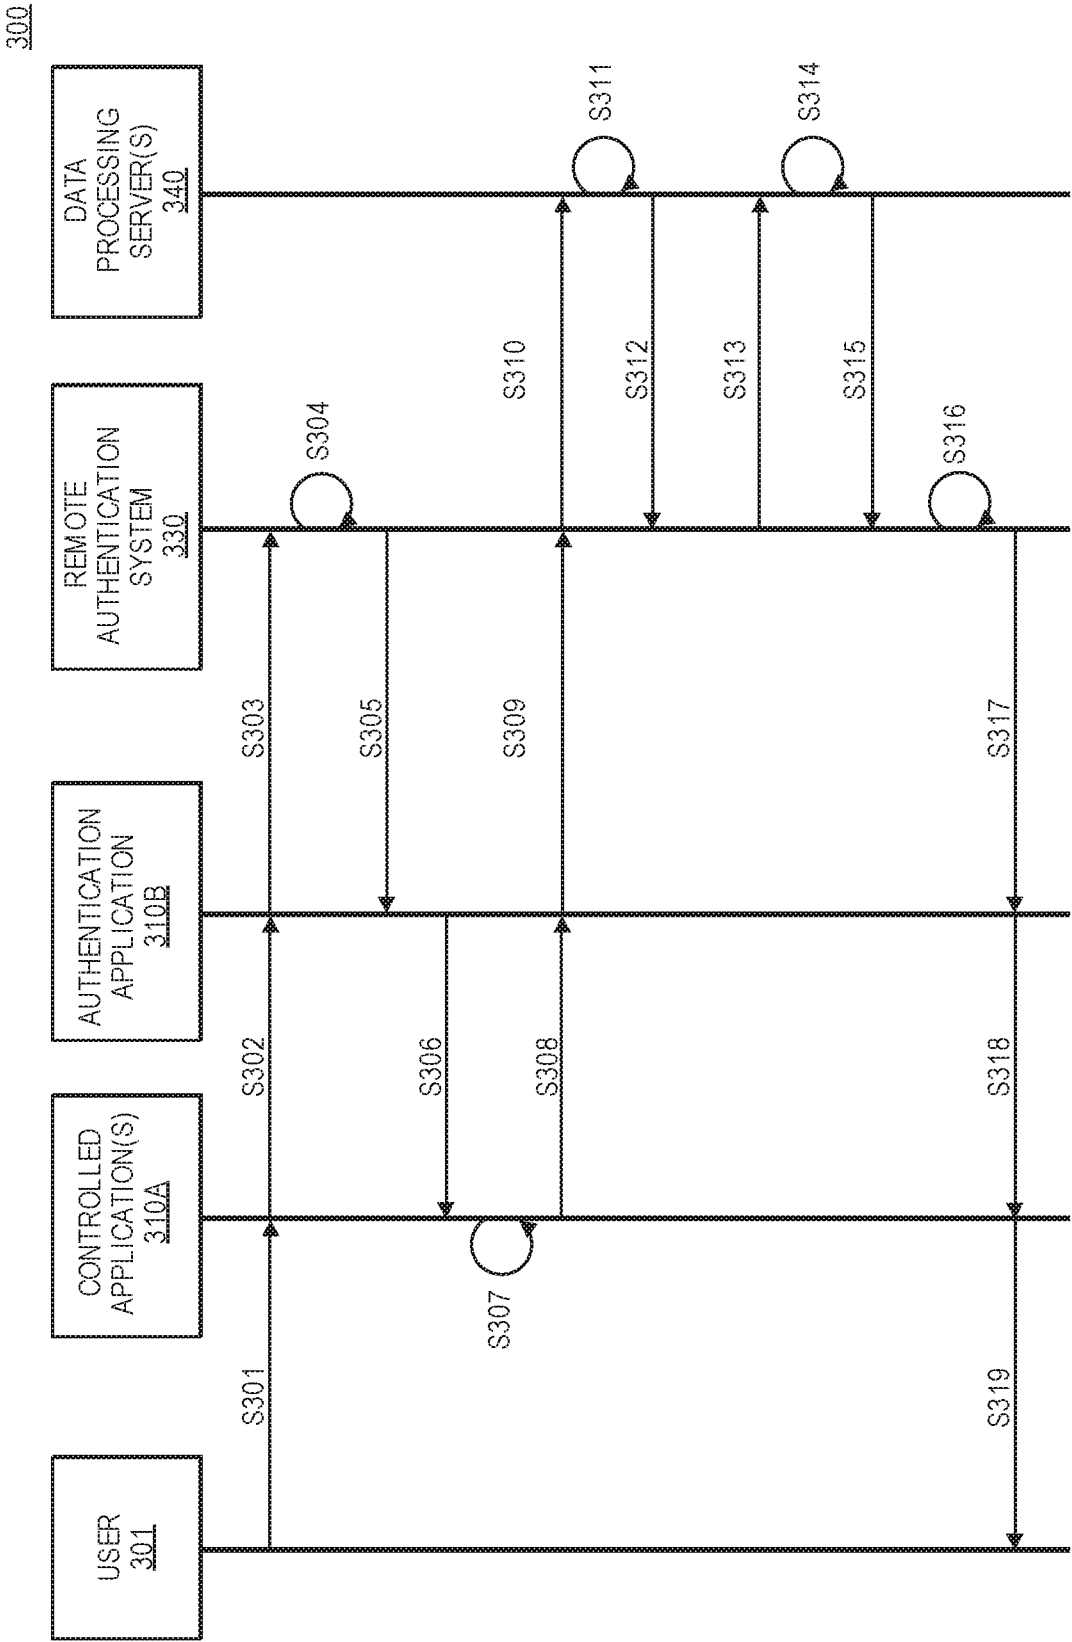 300
USER
301
CONTROLLED
APPLICATION(S)
310A
AUTHENTICATION
APPLICATION
310B
REMOTE
AUTHENTICATION
SYSTEM
330
DATA
PROCESSING
SERVER(S)
340
S301
S302
S303
S304
S305
S306
S307
S308
S309
S310
S311
S312
S313
S314
S315
S316
S317
S318
S319